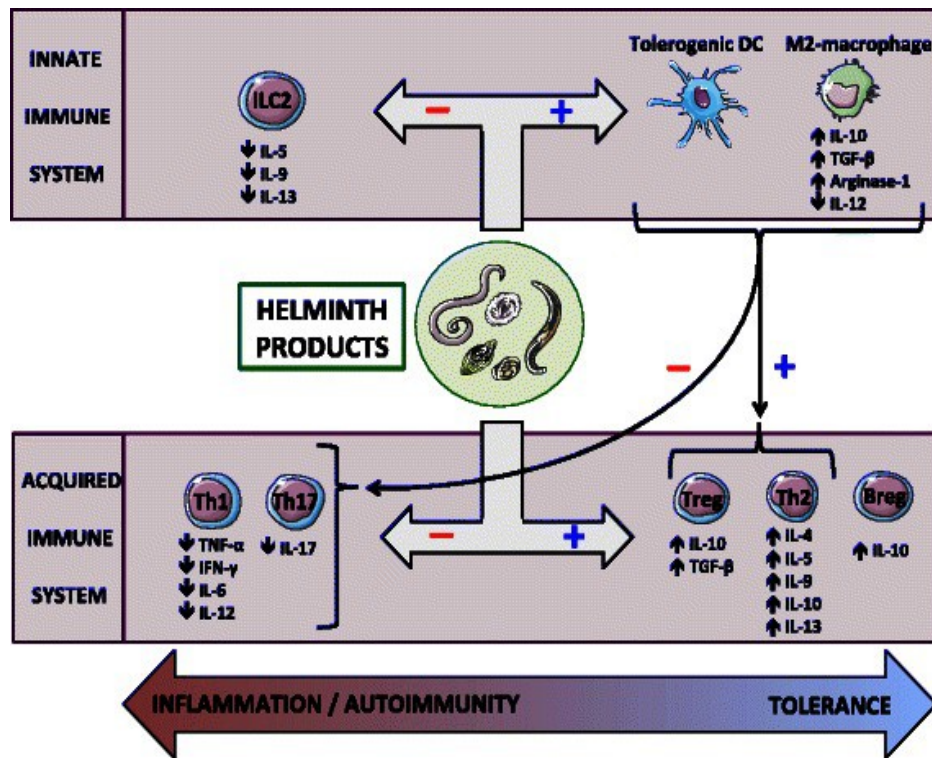 INNATE
IMMUNE
SYSTEM
ILC2
IL-5
IL-9
IL-13
−
+
Tolerogenic DC
M2-macrophage
IL-10
TGF-β
Arginase-1
IL-12
HELMINTH
PRODUCTS
−
+
ACQUIRED
IMMUNE
SYSTEM
Th1
TNF-α
IFN-γ
IL-6
IL-12
Th17
IL-17
−
+
Treg
IL-10
TGF-β
Th2
IL-4
IL-5
IL-9
IL-10
IL-13
Breg
IL-10
INFLAMMATION / AUTOIMMUNITY
TOLERANCE